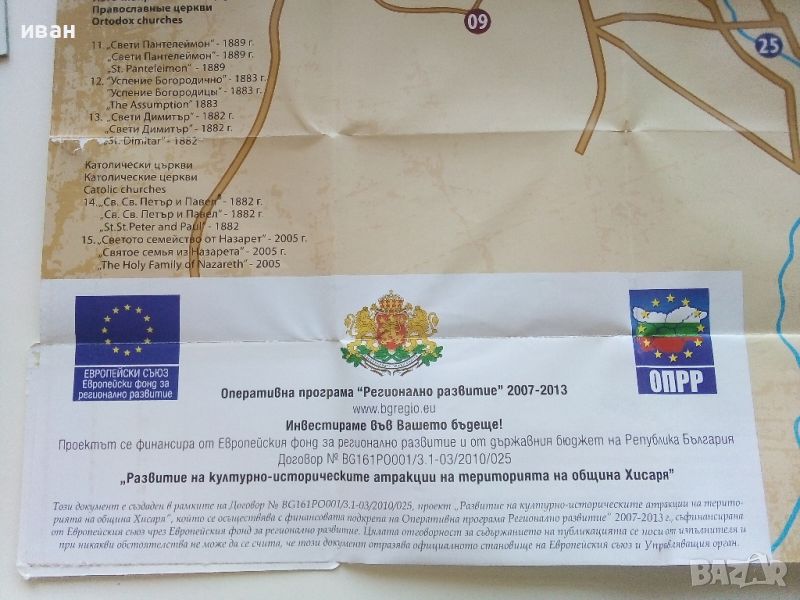 иван
Православные церкви
Ortodox churches
11. „Свети Пантелеймон" - 1889 г.
„Свети Пантелеймон" - 1889 г.
„St. Panteleimon" - 1889
12. "Успение Богородично" - 1883 г.
"Успение Богородицы" - 1883 г.
„The Assumption" 1883
13. „Свети Димитър" - 1882 г.
„Свети Димитър" - 1882 г.
„St. Dimitar" - 1882
Католически църкви
Католические церкви
Catolic churches
14. „Св. Св. Петър и Павел" - 1882 г.
„Св. Св. Петър и Павел" - 1882 г.
„St.St. Peter and Paul" - 1882
15. „Светото семейство от Назарет" - 2005 г.
„Святое семья из Назарета" - 2005 г.
„The Holy Family of Nazareth" - 2005
09
25
ЕВРОПЕЙСКИ СЪЮЗ
Европейски фонд за
регионално развитие
ОПРР
Оперативна програма “Регионално развитие” 2007-2013
www.bgregio.eu
Инвестираме във Вашето бъдеще!
Проектът се финансира от Европейския фонд за регионално развитие и от държавния бюджет на Република България
Договор № BG161PO001/3.1-03/2010/025
„Развитие на културно-историческите атракции на територията на община Хисаря”
Този документ е създаден в рамките на Договор № BG161PO001/3.1-03/2010/025, проект „Развитие на културно-историческите атракции на терито-
рията на община Хисаря”, който се осъществява с финансовата подкрепа на Оперативна програма Регионално развитие” 2007-2013 г., съфинансирана
от Европейския съюз чрез Европейския фонд за регионално развитие. Цялата отговорност за съдържанието на публикацията се носи от изпълнителя и
при никакви обстоятелства не може да се счита, че този документ отразява официалното становище на Европейския съюз и Управляващия орган.
BAZAR